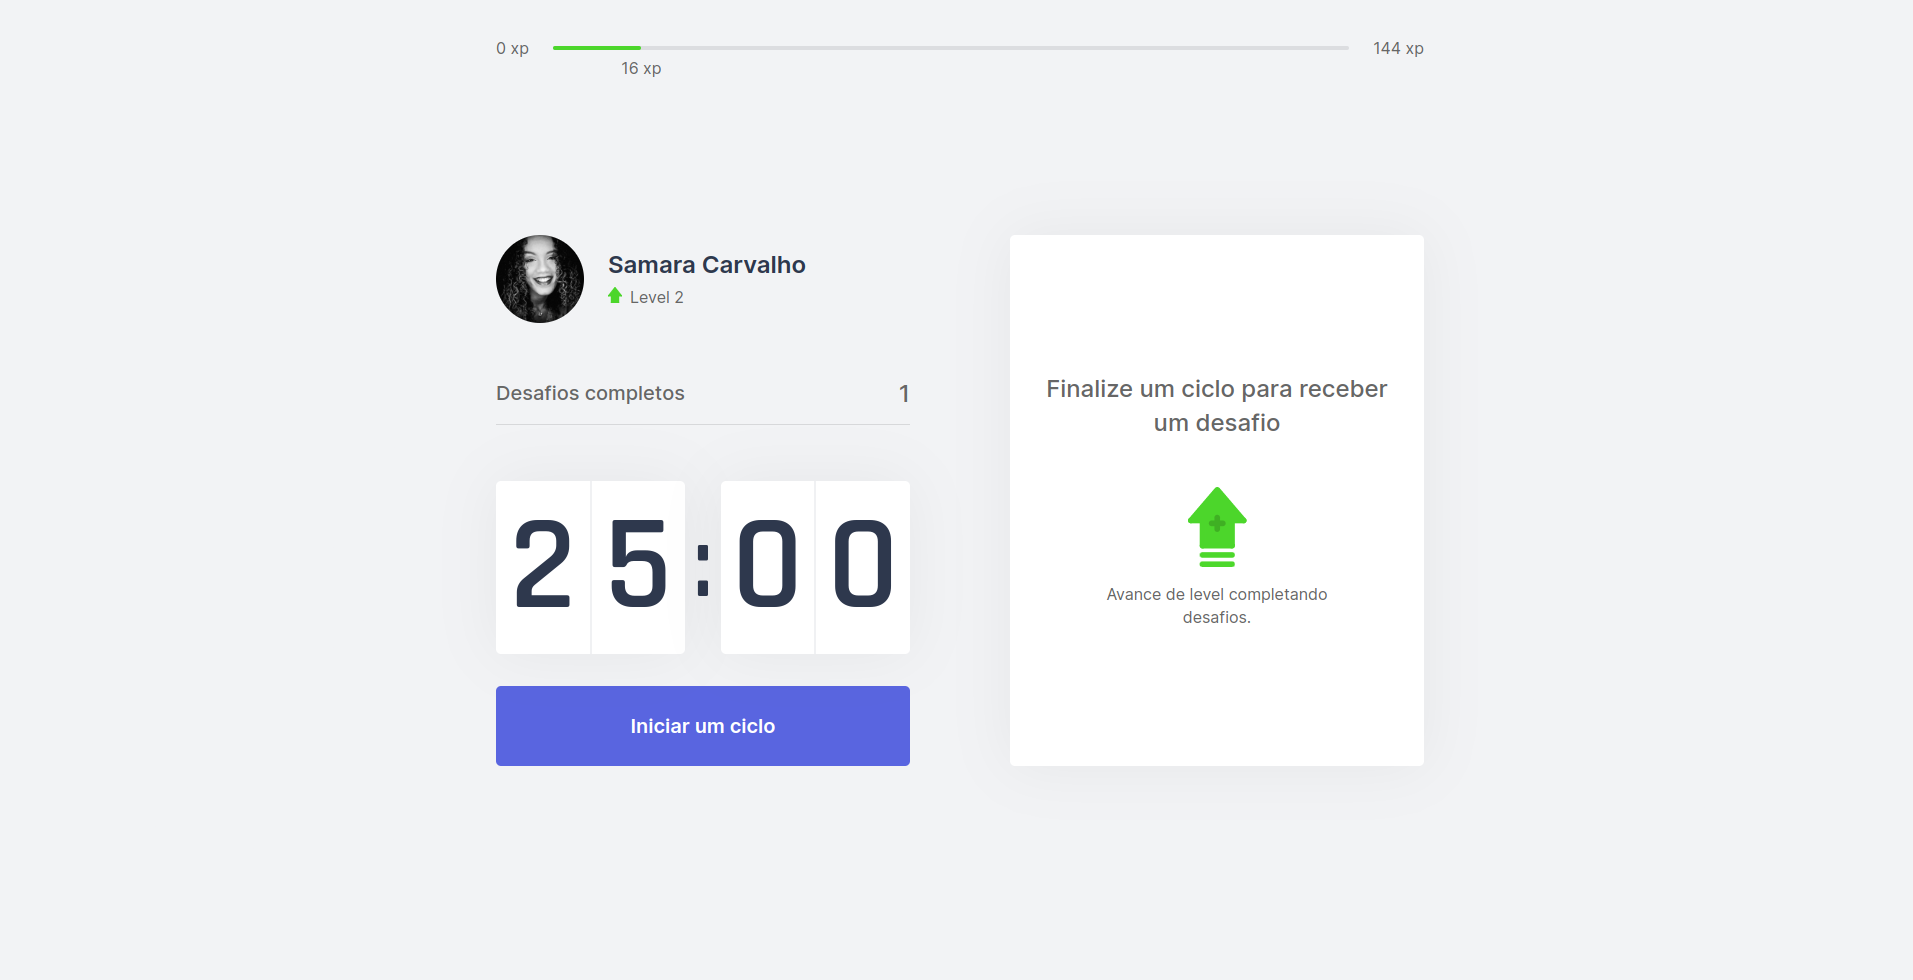 0 xp
144 xp
16 xp
Samara Carvalho
Level 2
Desafios completos 1
25:00
Iniciar um ciclo
Finalize um ciclo para receber
um desafio
Avance de level completando
desafios.